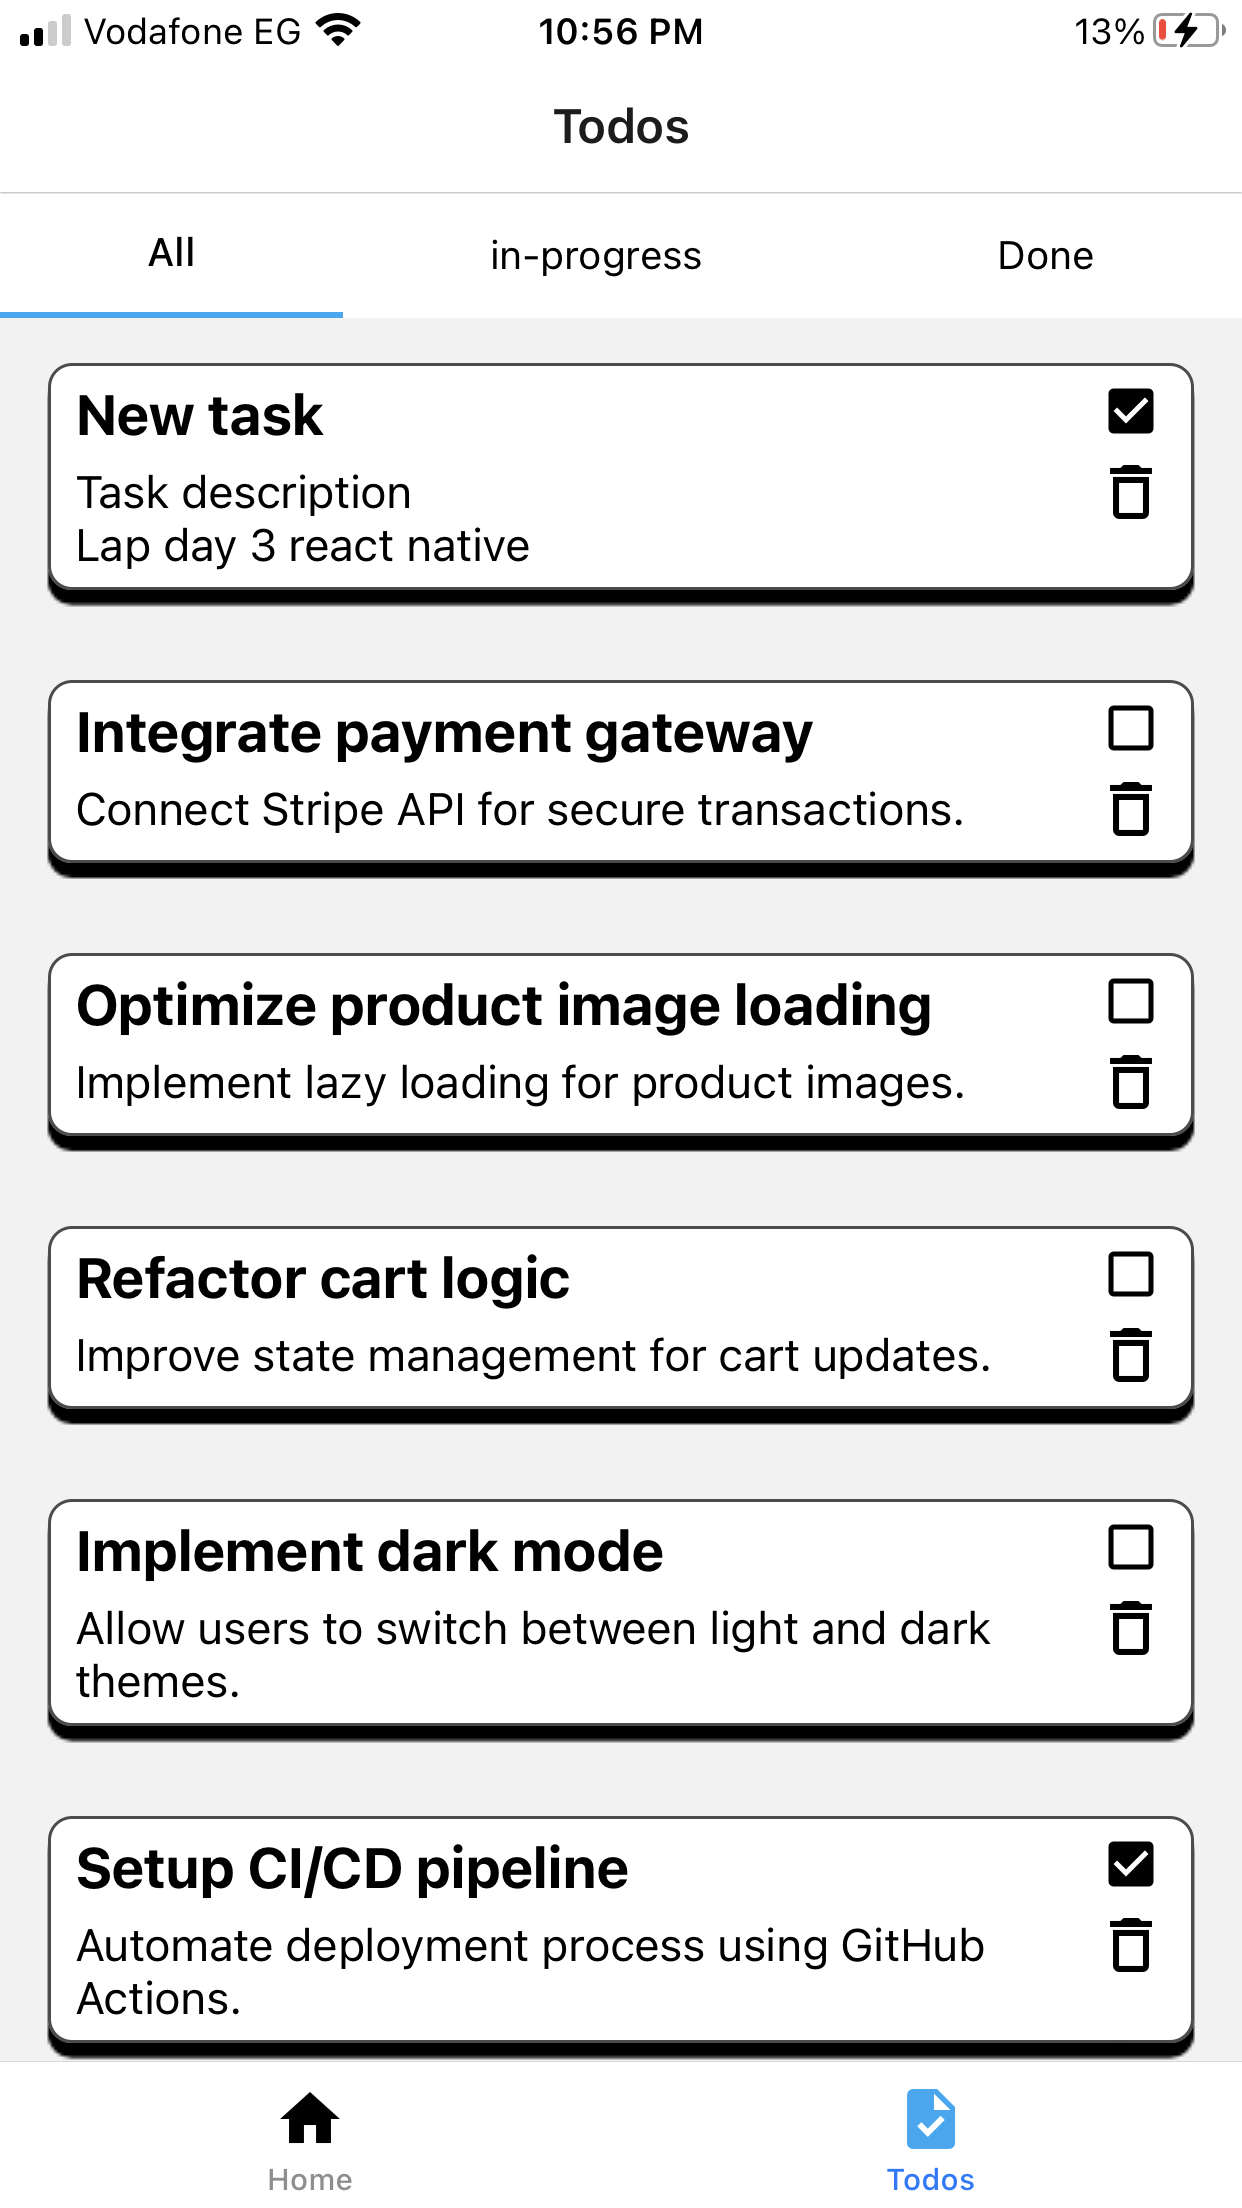 Vodafone EG 10:56 PM 13%
Todos
All in-progress Done
New task
Task description
Lap day 3 react native
Integrate payment gateway
Connect Stripe API for secure transactions.
Optimize product image loading
Implement lazy loading for product images.
Refactor cart logic
Improve state management for cart updates.
Implement dark mode
Allow users to switch between light and dark
themes.
Setup CI/CD pipeline
Automate deployment process using GitHub
Actions.
Home Todos